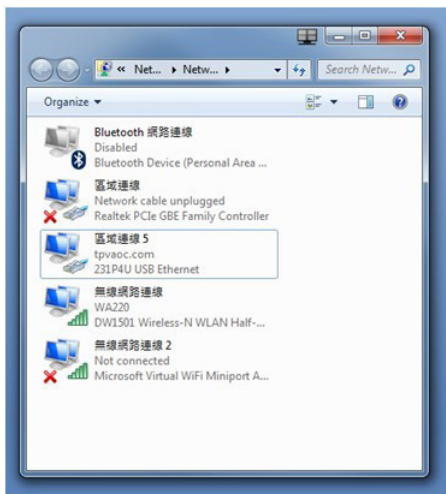 « Net... ▸ Netw... ▸
Search Netw...
Organize
Bluetooth 網路連線
Disabled
Bluetooth Device (Personal Area ...
區域連線
Network cable unplugged
Realtek PCIe GBE Family Controller
區域連線 5
tpvaoc.com
231P4U USB Ethernet
無線網路連線
WA220
DW1501 Wireless-N WLAN Half-...
無線網路連線 2
Not connected
Microsoft Virtual WiFi Miniport A...